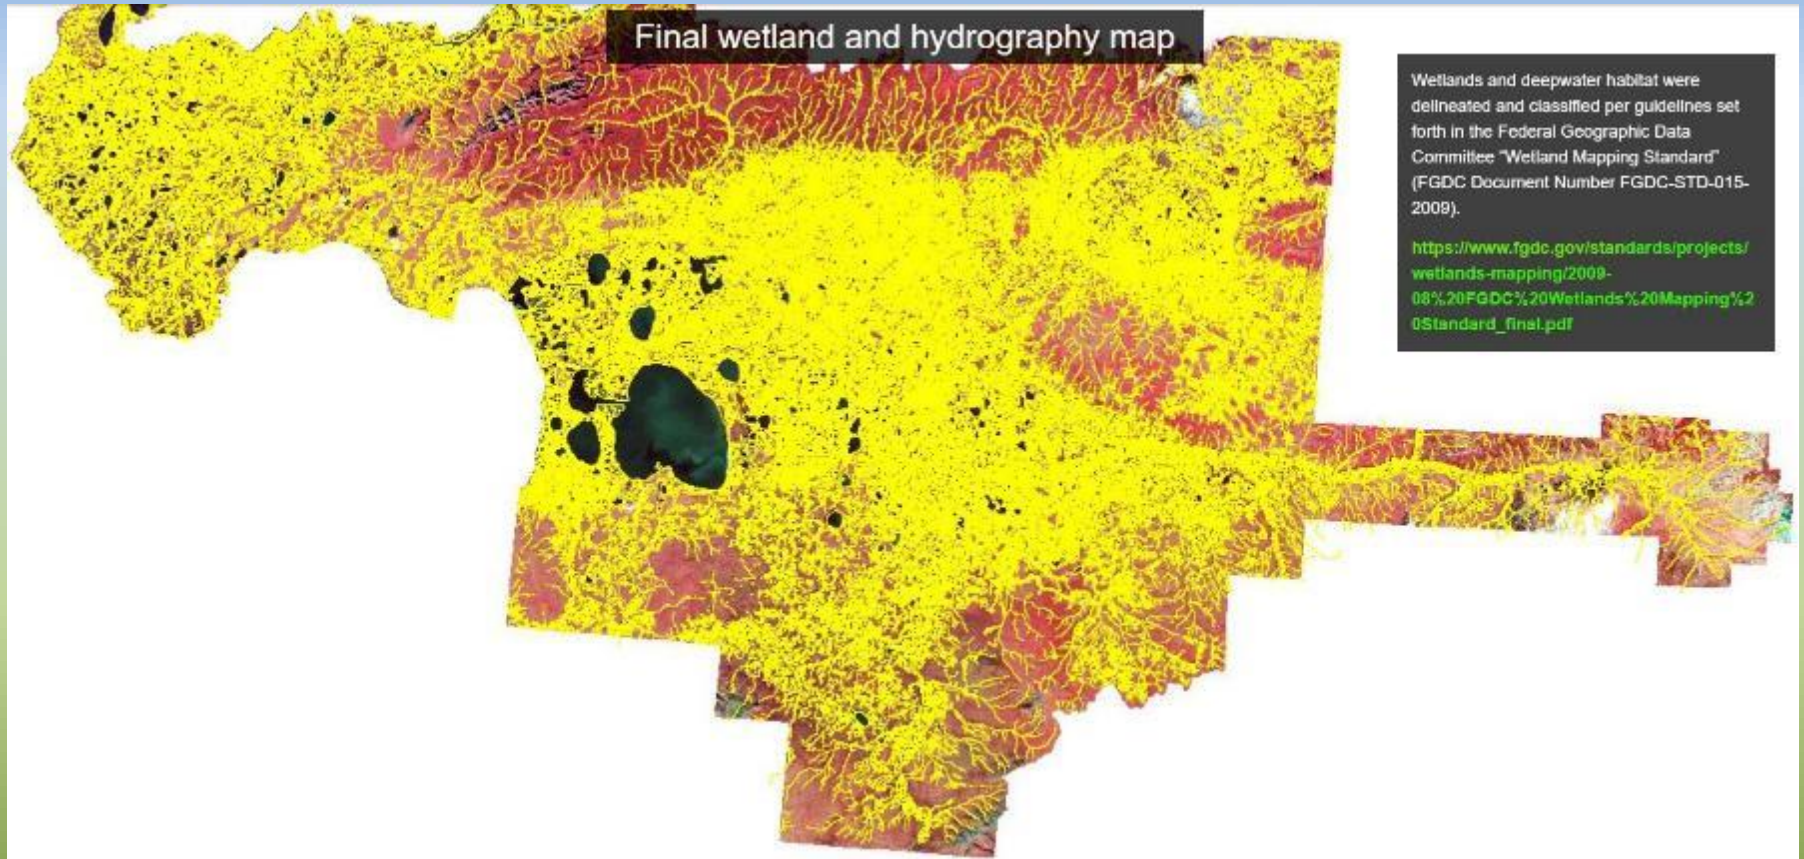 Final wetland and hydrography map
Wetlands and deepwater habitat were
delineated and classified per guidelines set
forth in the Federal Geographic Data
Committee "Wetland Mapping Standard"
(FGDC Document Number FGDC-STD-015-
2009).
https://www.fgdc.gov/standards/projects/
wetlands-mapping/2009-
08%20FGDC%20Wetlands%20Mapping%2
0Standard_final.pdf